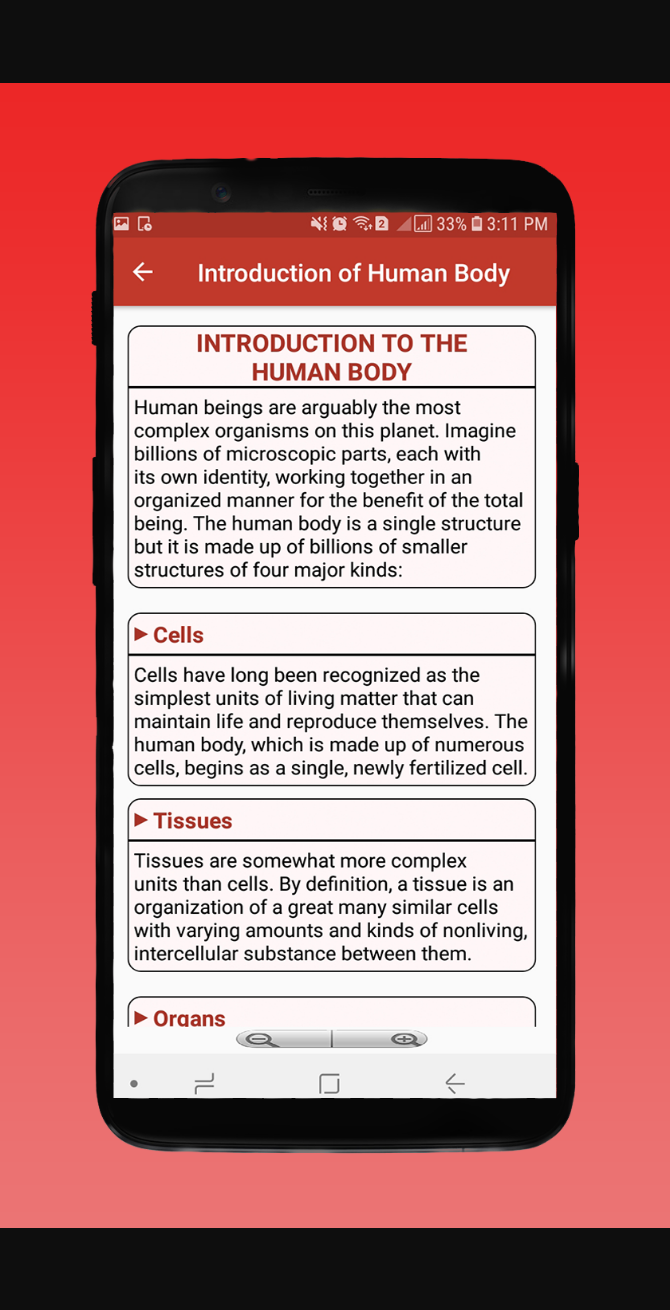 2 33% 3:11 PM
Introduction of Human Body
INTRODUCTION TO THE
HUMAN BODY
Human beings are arguably the most
complex organisms on this planet. Imagine
billions of microscopic parts, each with
its own identity, working together in an
organized manner for the benefit of the total
being. The human body is a single structure
but it is made up of billions of smaller
structures of four major kinds:
Cells
Cells have long been recognized as the
simplest units of living matter that can
maintain life and reproduce themselves. The
human body, which is made up of numerous
cells, begins as a single, newly fertilized cell.
Tissues
Tissues are somewhat more complex
units than cells. By definition, a tissue is an
organization of a great many similar cells
with varying amounts and kinds of nonliving,
intercellular substance between them.
Organs